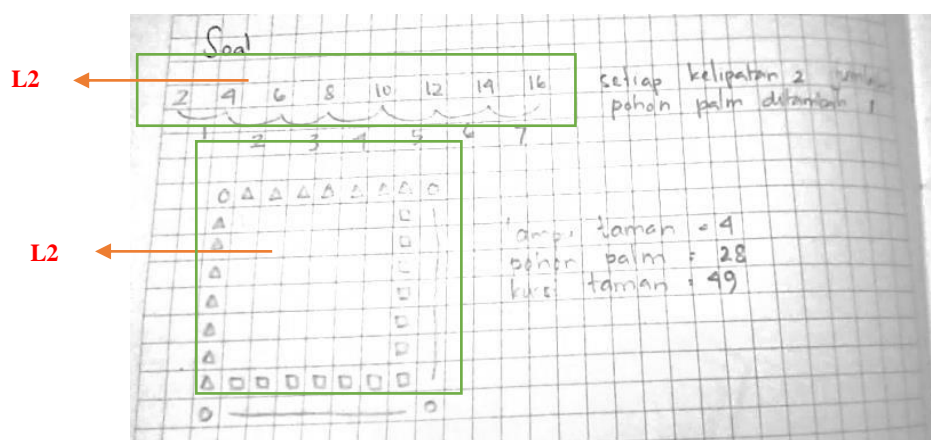 Soal
L2
2 4 6 8 10 12 14 16
setiap kelipatan 2 jumlah
pohon palm ditambah 1
1 2 3 4 5 6 7
L2
lampu taman = 4
pohon palm : 28
kursi taman : 49